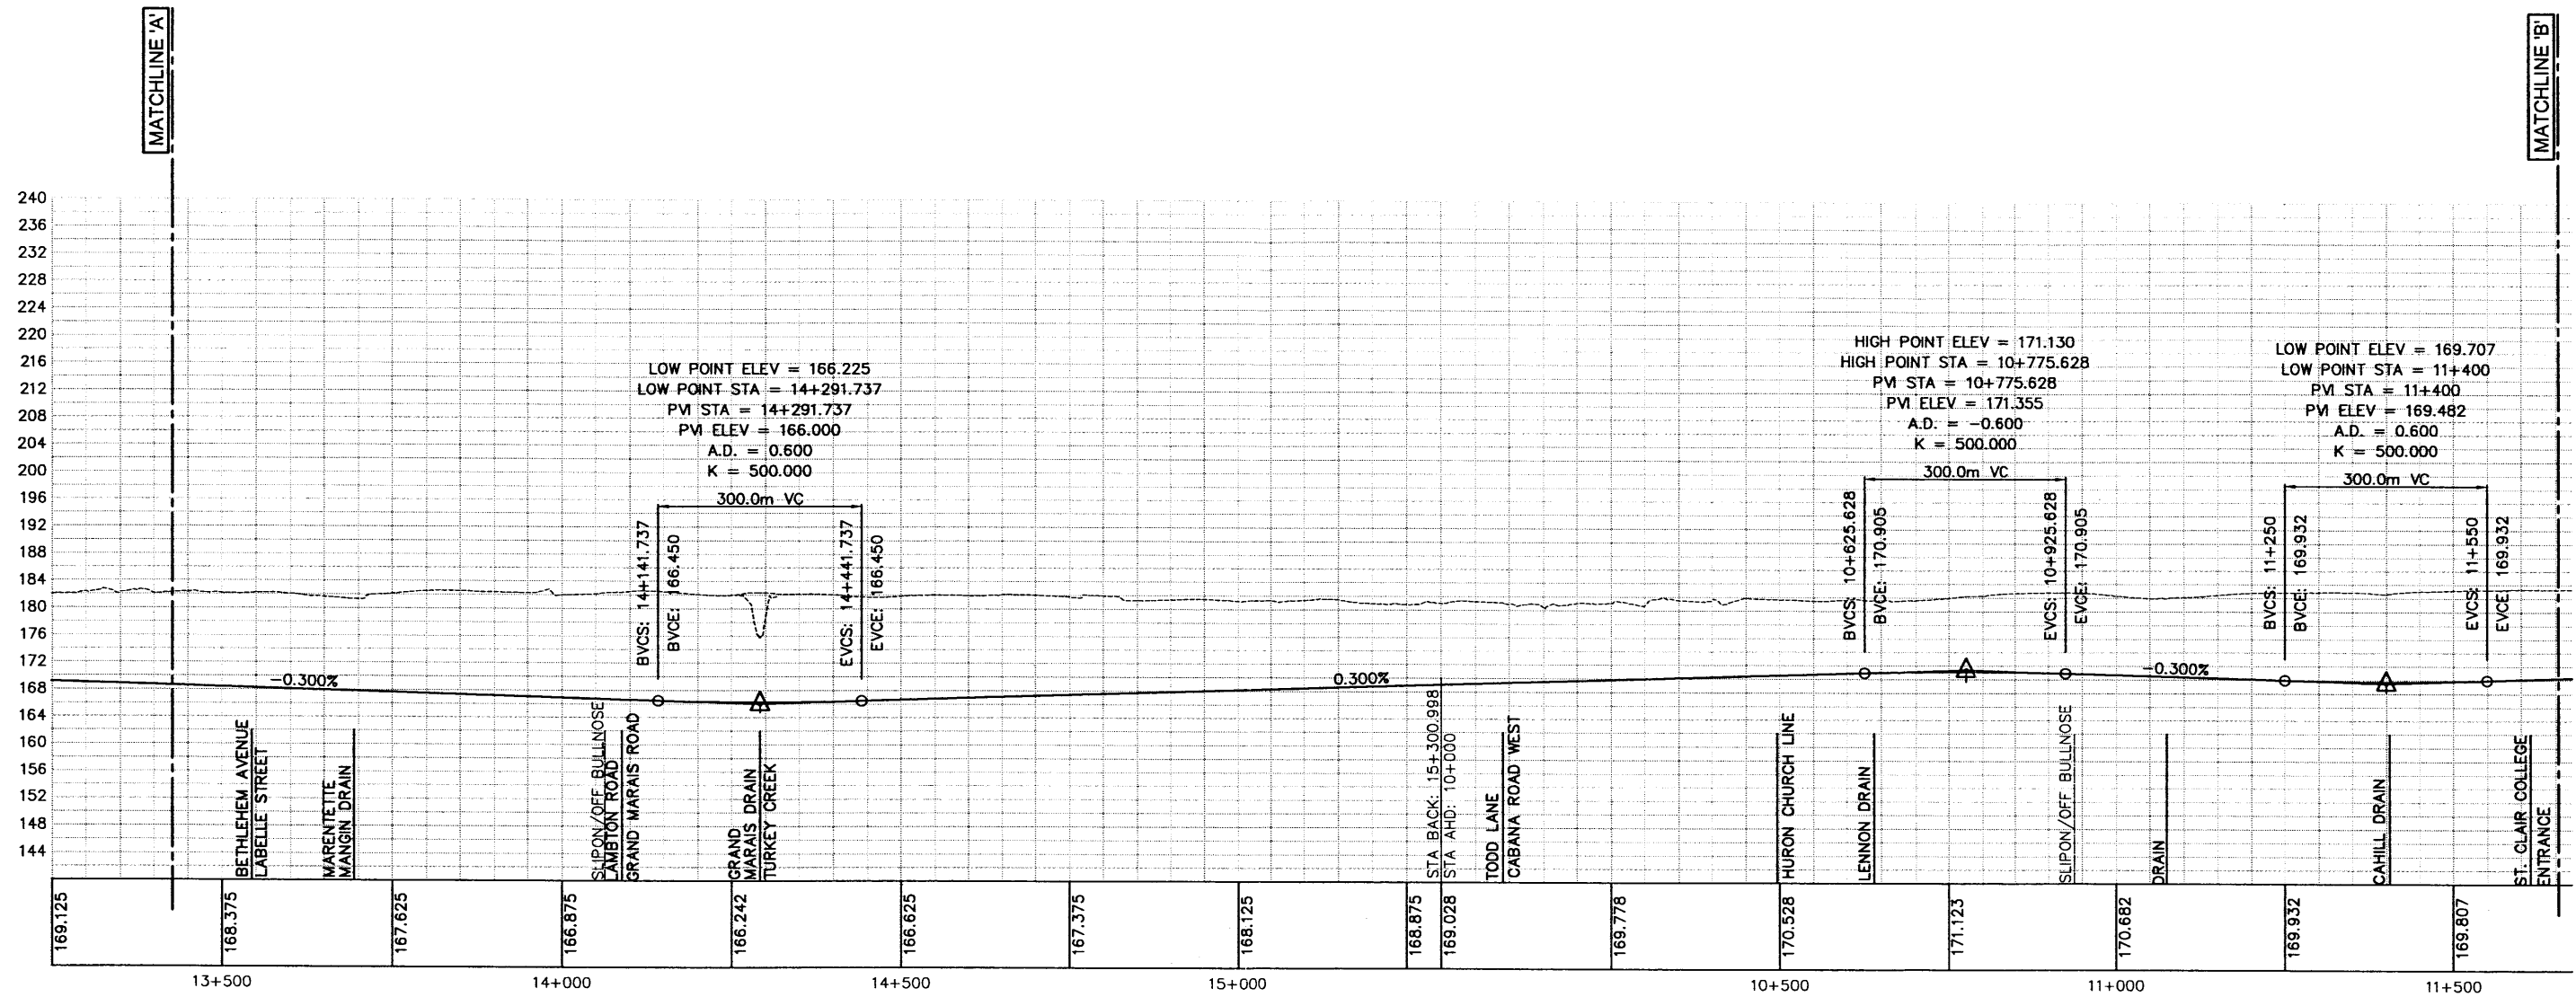 MATCHLINE 'A'
MATCHLINE 'B'
240
236
232
228
224
220
216
212
208
204
200
196
192
188
184
180
176
172
168
164
160
156
152
148
144
LOW POINT ELEV = 166.225
LOW POINT STA = 14+291.737
PVI STA = 14+291.737
PVI ELEV = 166.000
A.D. = 0.600
K = 500.000
300.0m VC
BVCS: 14+141.737
BVCE: 166.450
EVCS: 14+441.737
EVCE: 166.450
HIGH POINT ELEV = 171.130
HIGH POINT STA = 10+775.628
PVI STA = 10+775.628
PVI ELEV = 171.355
A.D. = -0.600
K = 500.000
300.0m VC
BVCS: 10+625.628
BVCE: 170.905
EVCS: 10+925.628
EVCE: 170.905
LOW POINT ELEV = 169.707
LOW POINT STA = 11+400
PVI STA = 11+400
PVI ELEV = 169.482
A.D. = 0.600
K = 500.000
300.0m VC
BVCS: 11+250
BVCE: 169.932
EVCS: 11+550
EVCE: 169.932
-0.300%
0.300%
-0.300%
BETHLEHEM AVENUE
LABELLE STREET
MARENTETTE
MANGIN DRAIN
SLIPON/OFF BULLNOSE
LAMBTON ROAD
GRAND MARAIS ROAD
GRAND
MARAIS DRAIN
TURKEY CREEK
STA BACK: 15+300.998
STA AHD: 10+000
TODD LANE
CABANA ROAD WEST
HURON CHURCH LINE
LENNON DRAIN
SLIPON/OFF BULLNOSE
DRAIN
CAHILL DRAIN
ST. CLAIR COLLEGE
ENTRANCE
169.125
168.375
167.625
166.875
166.242
166.625
167.375
168.125
168.875
169.028
169.778
170.528
171.123
170.682
169.932
169.807
13+500
14+000
14+500
15+000
10+500
11+000
11+500